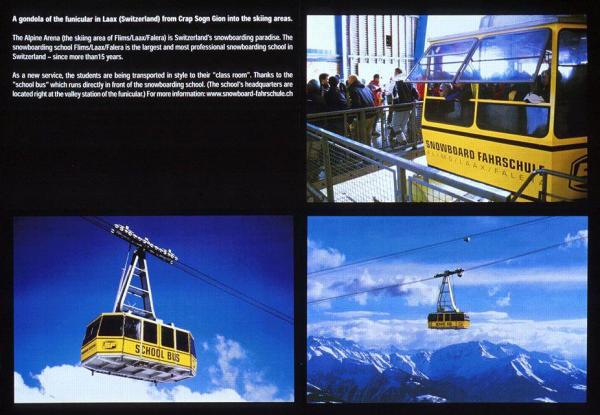 A gondola of the funicular in Laax (Switzerland) from Crap Sogn Gion into the skiing areas.
The Alpine Arena (the skiing area of Flims/Laax/Falera) is Switzerland's snowboarding paradise. The
snowboarding school Flims/Laax/Falera is the largest and most professional snowboarding school in
Switzerland – since more than15 years.
As a new service, the students are being transported in style to their "class room". Thanks to the
"school bus" which runs directly in front of the snowboarding school. (The school's headquarters are
located right at the valley station of the funicular.) For more information: www.snowboard-fahrschule.ch
SNOWBOARD FAHRSCHULE
FLIMS/LAAX/FALE
SCHOOL BUS